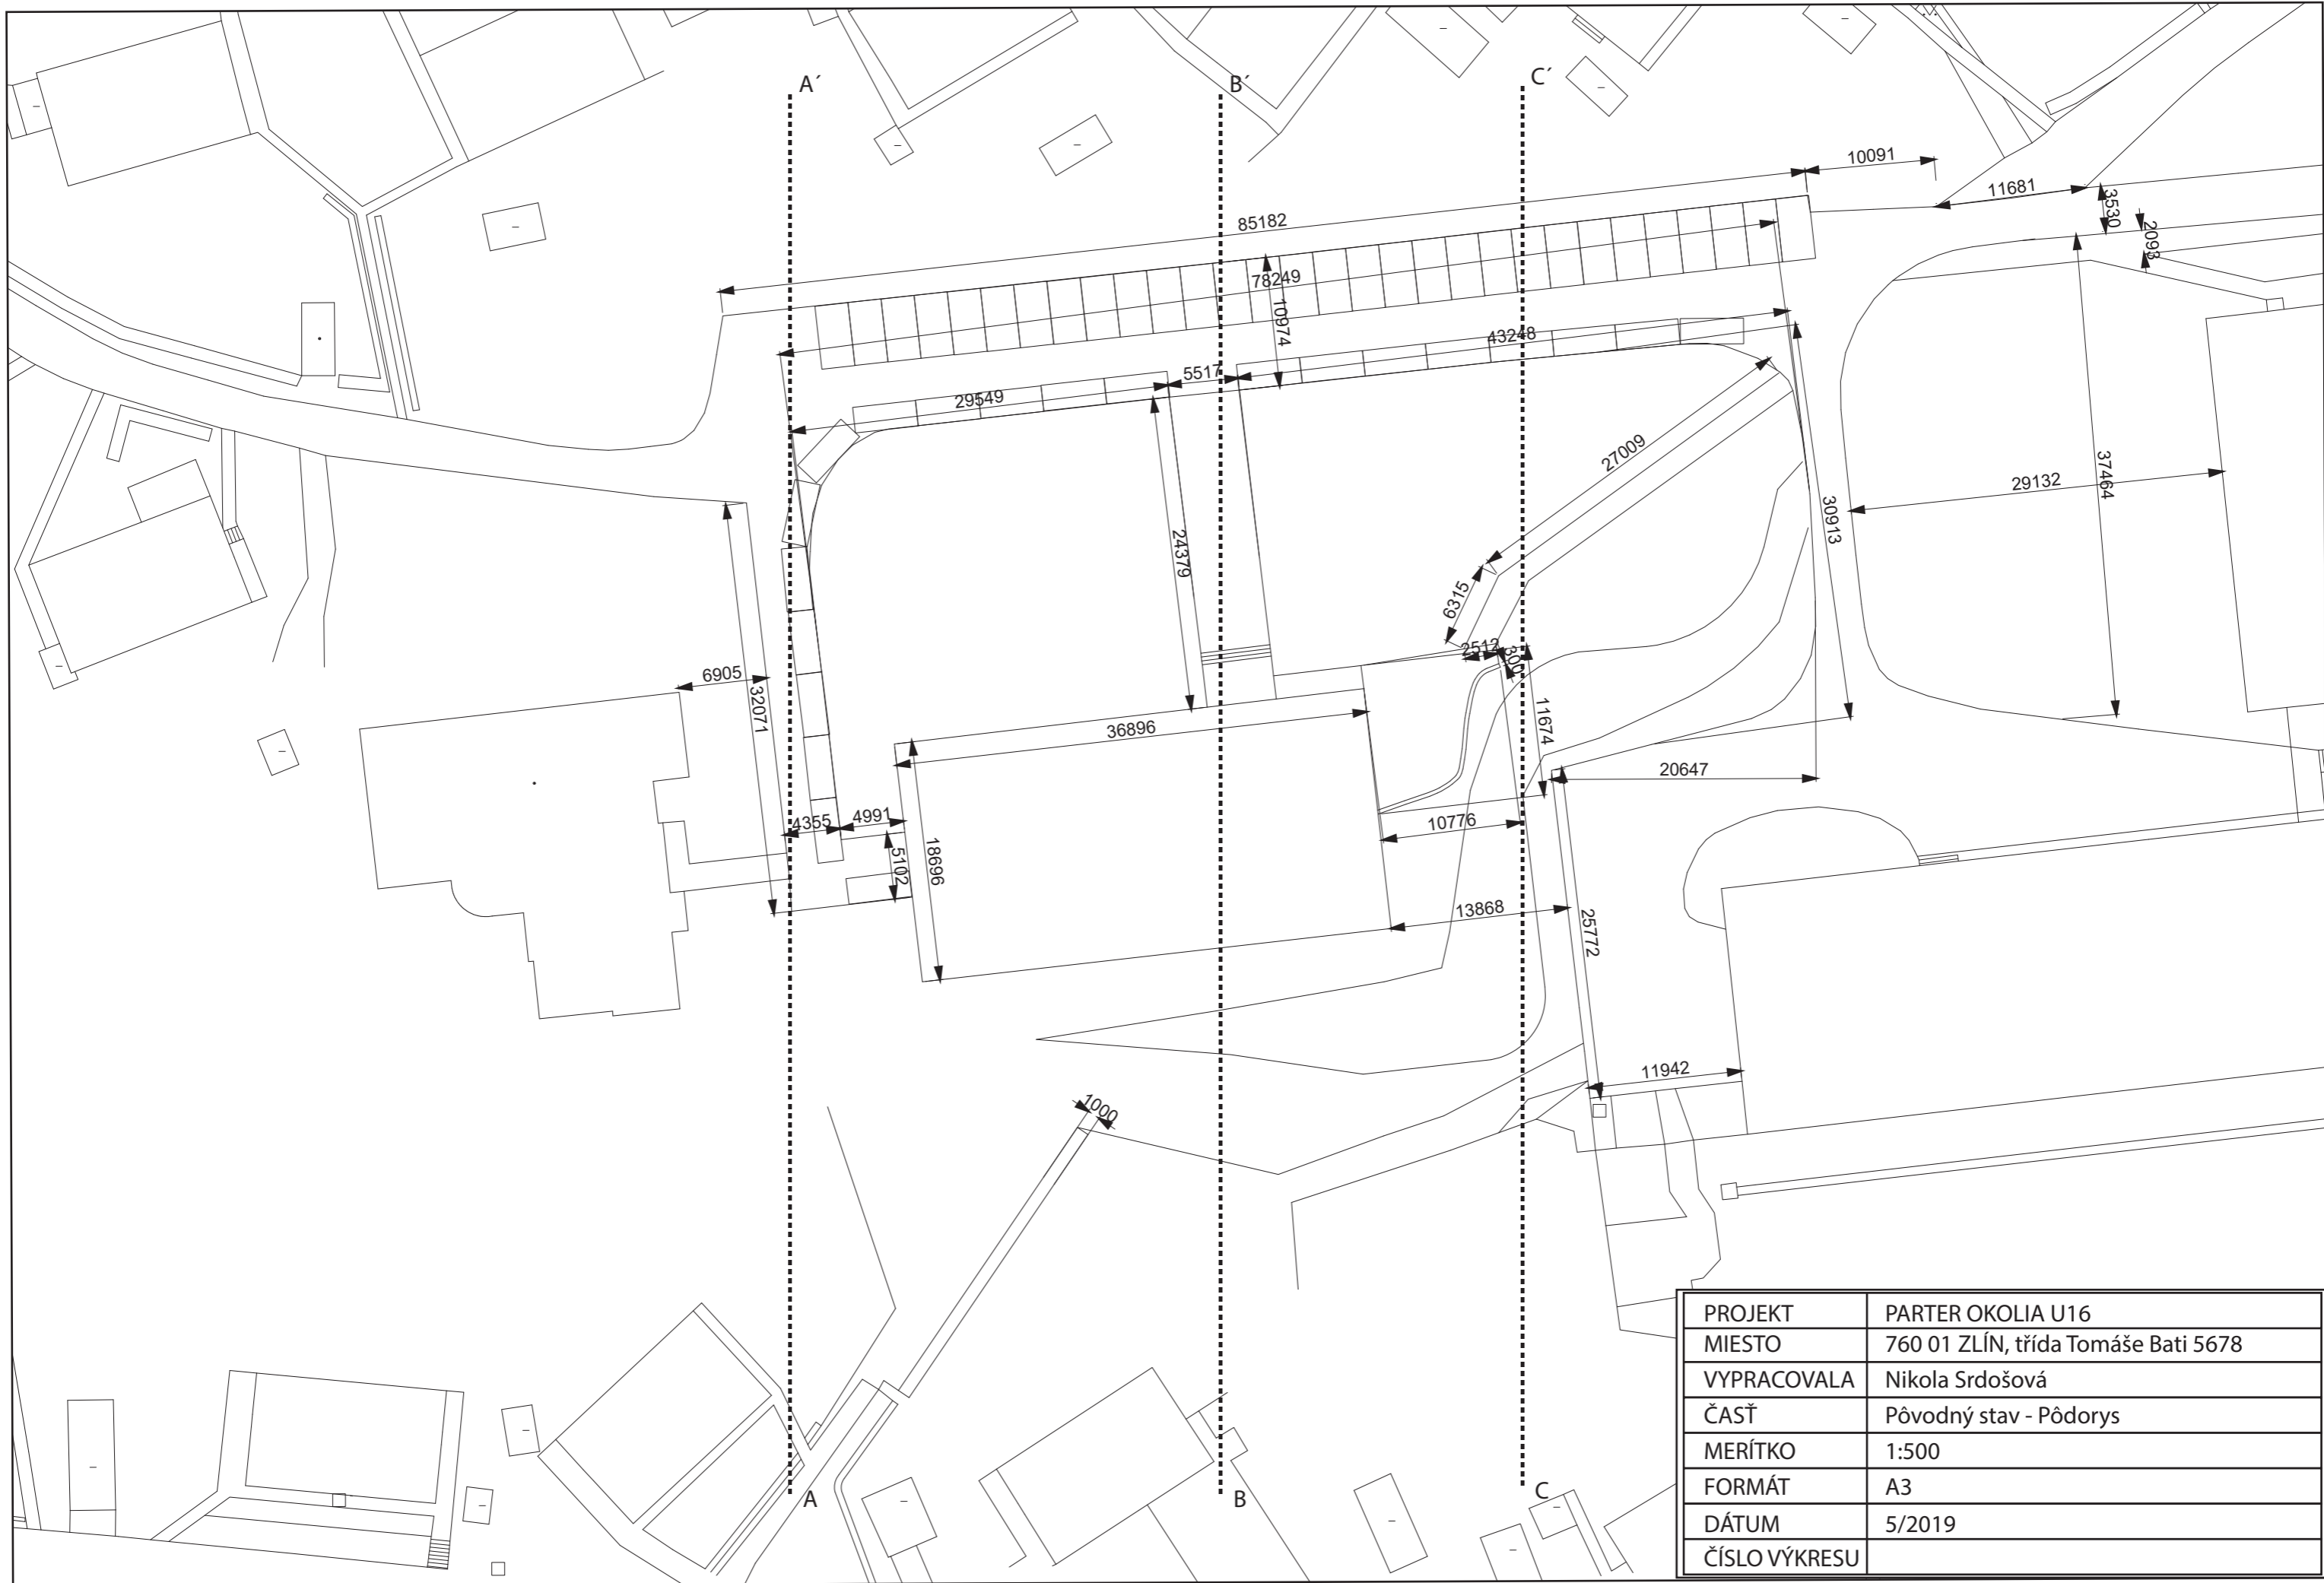 A´
B´
C´
10091
11681
3530
2093
85182
78249
10974
43248
5517
29549
27009
24379
37464
29132
30913
6315
2512
300
6905
32071
36896
11674
20647
4355
4991
5102
18696
10776
13868
25772
11942
1000
A
B
C
PROJEKT PARTER OKOLIA U16
MIESTO 760 01 ZLÍN, třída Tomáše Bati 5678
VYPRACOVALA Nikola Srdošová
ČASŤ Pôvodný stav - Pôdorys
MERÍTKO 1:500
FORMÁT A3
DÁTUM 5/2019
ČÍSLO VÝKRESU